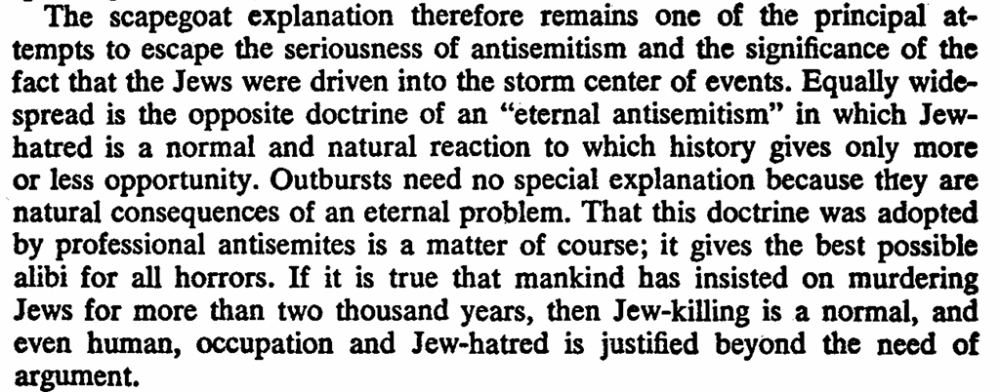 The scapegoat explanation therefore remains one of the principal at-
tempts to escape the seriousness of antisemitism and the significance of the
fact that the Jews were driven into the storm center of events. Equally wide-
spread is the opposite doctrine of an “eternal antisemitism” in which Jew-
hatred is a normal and natural reaction to which history gives only more
or less opportunity. Outbursts need no special explanation because they are
natural consequences of an eternal problem. That this doctrine was adopted
by professional antisemites is a matter of course; it gives the best possible
alibi for all horrors. If it is true that mankind has insisted on murdering
Jews for more than two thousand years, then Jew-killing is a normal, and
even human, occupation and Jew-hatred is justified beyond the need of
argument.